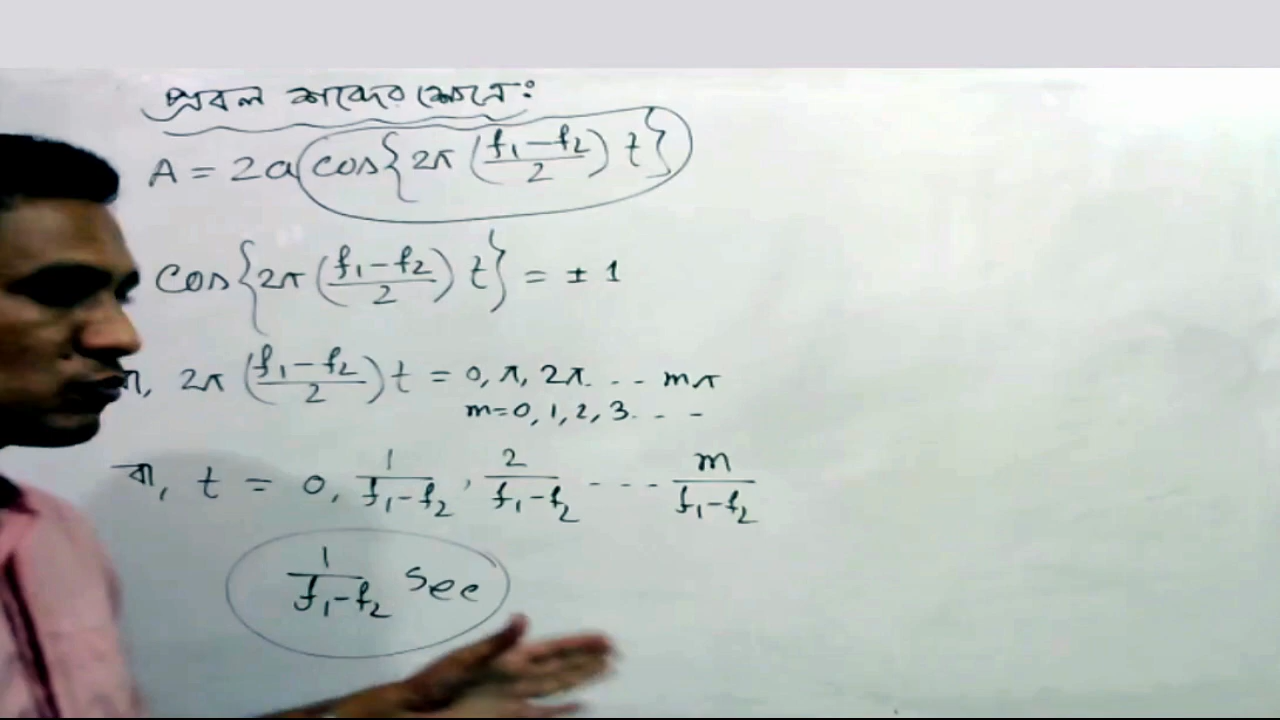 প্রবল শব্দের ক্ষেত্রে:
A = 2a cos{2π (f₁-f₂/2) t}
cos{2π (f₁-f₂/2) t} = ± 1
বা, 2π (f₁-f₂/2) t = 0, π, 2π... mπ
m=0, 1, 2, 3...
বা, t = 0, 1/f₁-f₂, 2/f₁-f₂ ... m/f₁-f₂
1/f₁-f₂ sec